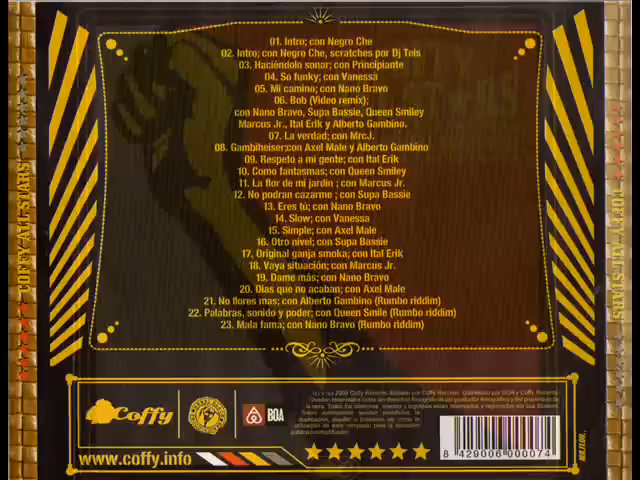 01. Intro; con Negro Che
02. Intro; con Negro Che, scratches por Dj Tels
03. Haciéndolo sonar; con Principiante
04. So funky; con Vanessa
05. Mi camino; con Nano Bravo
06. Bob (Video remix);
con Nano Bravo, Supa Bassie, Queen Smiley
Marcus Jr., Ital Erik y Alberto Gambino.
07. La verdad; con Mrc.J.
08. Gambiheiser;con Axel Male y Alberto Gambino
09. Respeto a mi gente; con Ital Erik
10. Como fantasmas; con Queen Smiley
11. La flor de mi jardín ; con Marcus Jr.
12. No podran cazarme ; con Supa Bassie
13. Eres tú; con Nano Bravo
14. Slow; con Vanessa
15. Simple; con Axel Male
16. Otro nivel; con Supa Bassie
17. Original ganja smoka; con Ital Erik
18. Vaya situación; con Marcus Jr.
19. Dame más; con Nano Bravo
20. Dias que no acaban; con Axel Male
21. No flores mas; con Alberto Gambino (Rumbo riddim)
22. Palabras, sonido y poder; con Queen Smile (Rumbo riddim)
23. Mala fama; con Nano Bravo (Rumbo riddim)
COFFY ALL STARS
COFFY ALL STARS
Coffy
BOA
www.coffy.info
8 429006 000074